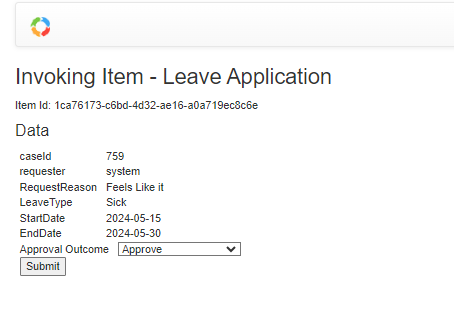 Invoking Item - Leave Application
Item Id: 1ca76173-c6bd-4d32-ae16-a0a719ec8c6e
Data
caseId 759
requester system
RequestReason Feels Like it
LeaveType Sick
StartDate 2024-05-15
EndDate 2024-05-30
Approval Outcome Approve
Submit